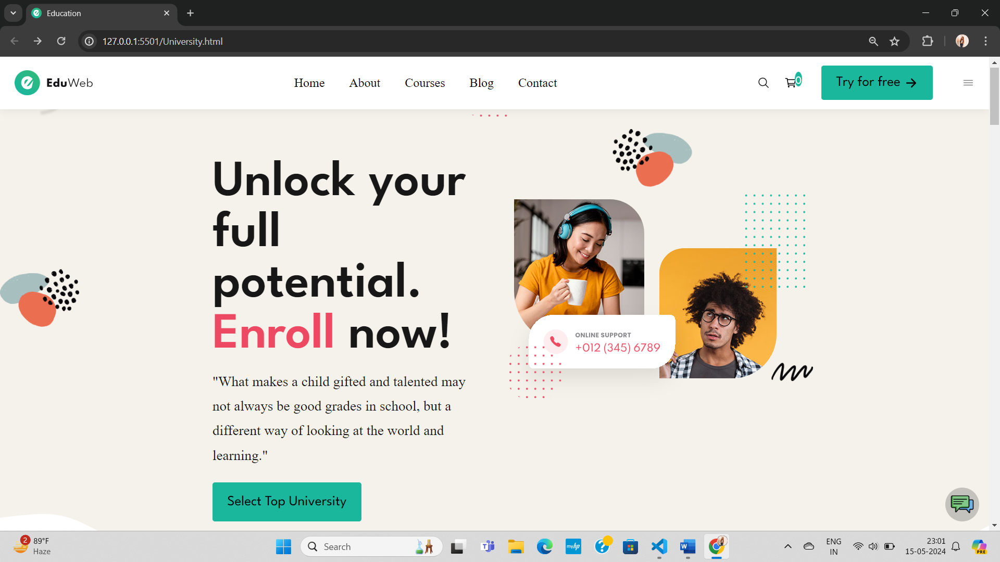 Education
127.0.0.1:5501/University.html
EduWeb
Home About Courses Blog Contact
0
Try for free
Unlock your
full
potential.
Enroll now!
ONLINE SUPPORT
+012 (345) 6789
"What makes a child gifted and talented may
not always be good grades in school, but a
different way of looking at the world and
learning."
Select Top University
2
89°F
Haze
Search
T
myhp
?
W
PRE
ENG
IN
23:01
15-05-2024